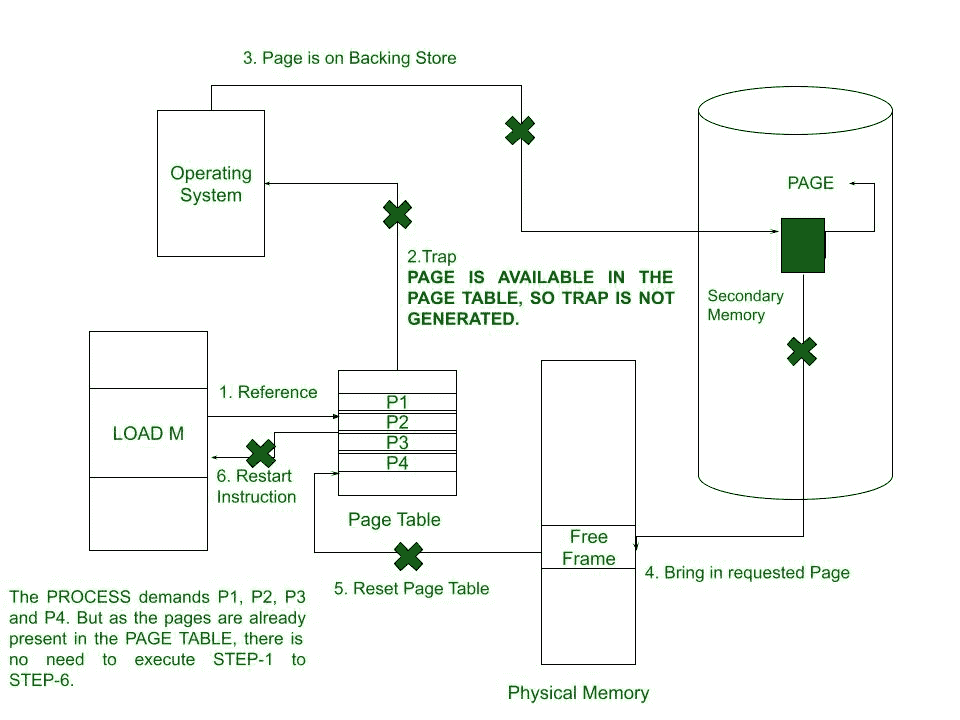 3. Page is on Backing Store
Operating
System
PAGE
2.Trap
PAGE IS AVAILABLE IN THE
PAGE TABLE, SO TRAP IS NOT
GENERATED.
Secondary
Memory
1. Reference
LOAD M
P1
P2
P3
P4
6. Restart
Instruction
Page Table
Free
Frame
5. Reset Page Table
4. Bring in requested Page
The PROCESS demands P1, P2, P3
and P4. But as the pages are already
present in the PAGE TABLE, there is
no need to execute STEP-1 to
STEP-6.
Physical Memory